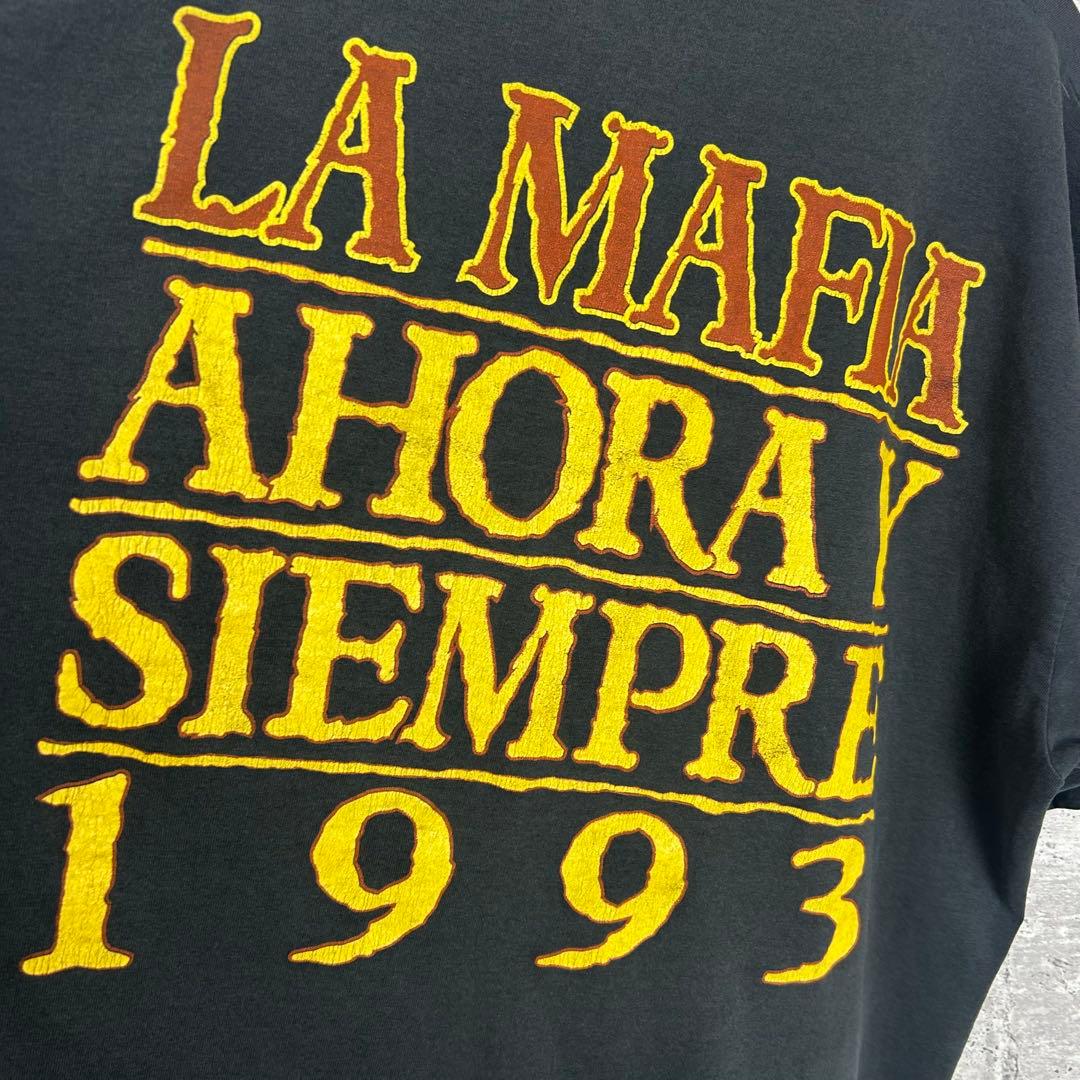 LA MAFIA
AHORA Y
SIEMPRE
1993